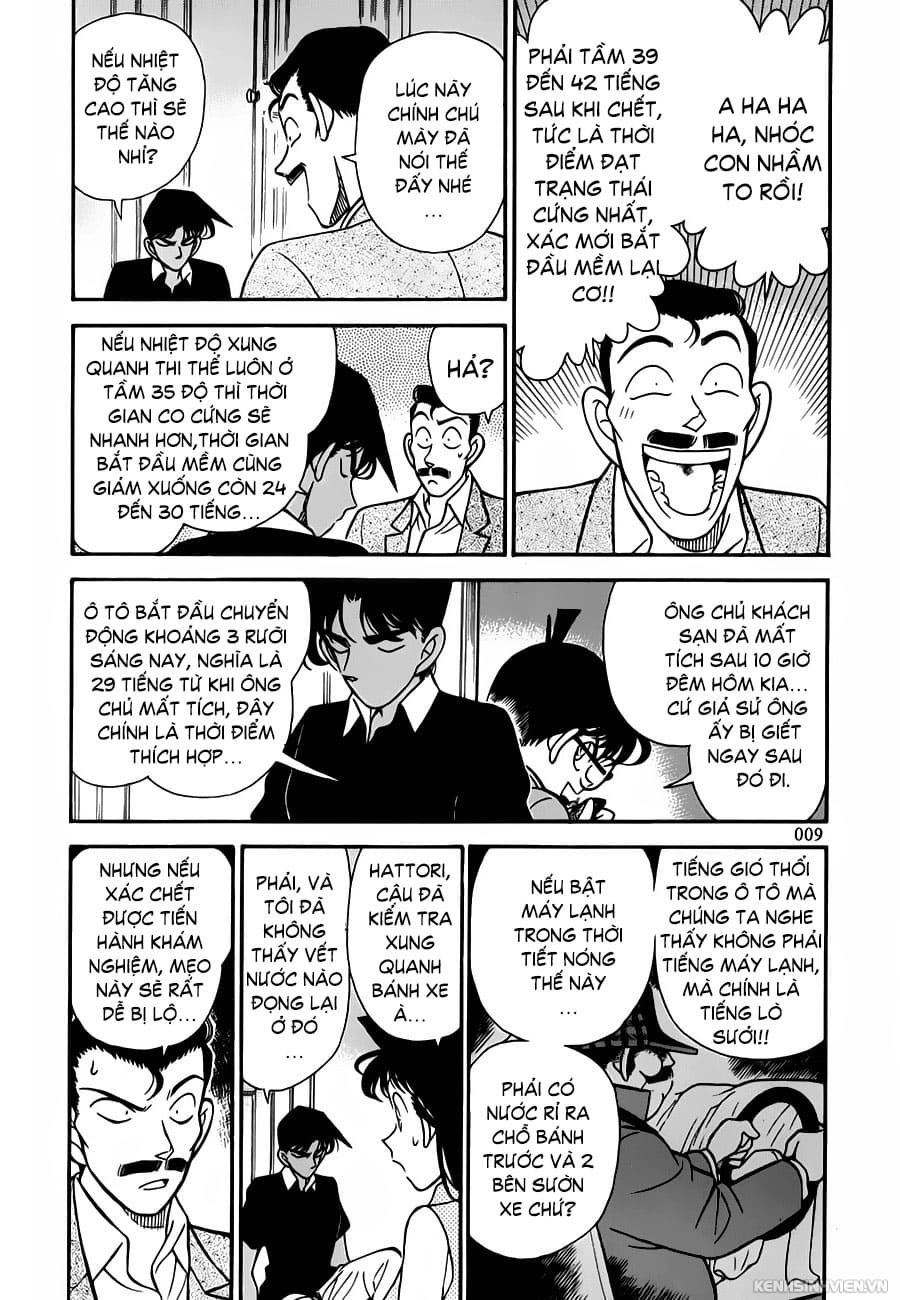 A HA HA
HA, NHÓC
CON NHẦM
TO RỒI!
PHẢI TẦM 39
ĐẾN 42 TIẾNG
SAU KHI CHẾT,
TỨC LÀ THỜI
ĐIỂM ĐẠT
TRẠNG THÁI
CỨNG NHẤT,
XÁC MỚI BẮT
ĐẦU MỀM LẠI
CƠ!!
LÚC NÃY
CHÍNH CHÚ
MÀY ĐÃ
NÓI THẾ
ĐẤY NHÉ
...
NẾU NHIỆT
ĐỘ TĂNG
CAO THÌ SẼ
THẾ NÀO
NHỈ?
HẢ?
NẾU NHIỆT ĐỘ XUNG
QUANH THI THỂ LUÔN Ở
TẦM 35 ĐỘ THÌ THỜI
GIAN CO CỨNG SẼ
NHANH HƠN,THỜI GIAN
BẮT ĐẦU MỀM CŨNG
GIẢM XUỐNG CÒN 24
ĐẾN 30 TIẾNG...
ÔNG CHỦ KHÁCH
SẠN ĐÃ MẤT
TÍCH SAU 10 GIỜ
ĐÊM HÔM KIA...
CỨ GIẢ SỬ ÔNG
ẤY BỊ GIẾT
NGAY SAU
ĐÓ ĐI.
Ô TÔ BẮT ĐẦU CHUYỂN
ĐỘNG KHOẢNG 3 RƯỠI
SÁNG NAY, NGHĨA LÀ
29 TIẾNG TỪ KHI ÔNG
CHỦ MẤT TÍCH, ĐÂY
CHÍNH LÀ THỜI ĐIỂM
THÍCH HỢP...
009
TIẾNG GIÓ THỔI
TRONG Ô TÔ MÀ
CHÚNG TA NGHE
THẤY KHÔNG PHẢI
TIẾNG MÁY LẠNH,
MÀ CHÍNH LÀ
TIẾNG LÒ
SƯỞI!!
NẾU BẬT
MÁY LẠNH
TRONG THỜI
TIẾT NÓNG
THẾ NÀY
...
PHẢI CÓ
NƯỚC RỈ RA
CHỖ BÁNH
TRƯỚC VÀ 2
BÊN SƯỜN
XE CHỨ?
HATTORI,
CẬU ĐÃ
KIỂM TRA
XUNG
QUANH
BÁNH XE
À...
PHẢI, VÀ
TÔI ĐÃ
KHÔNG
THẤY VẾT
NƯỚC NÀO
ĐỌNG LẠI
Ở ĐÓ
...
NHƯNG NẾU
XÁC CHẾT
ĐƯỢC TIẾN
HÀNH KHÁM
NGHIỆM, MẸO
NÀY SẼ RẤT
DỄ BỊ LỘ...
KENHSINHVIEN.VN